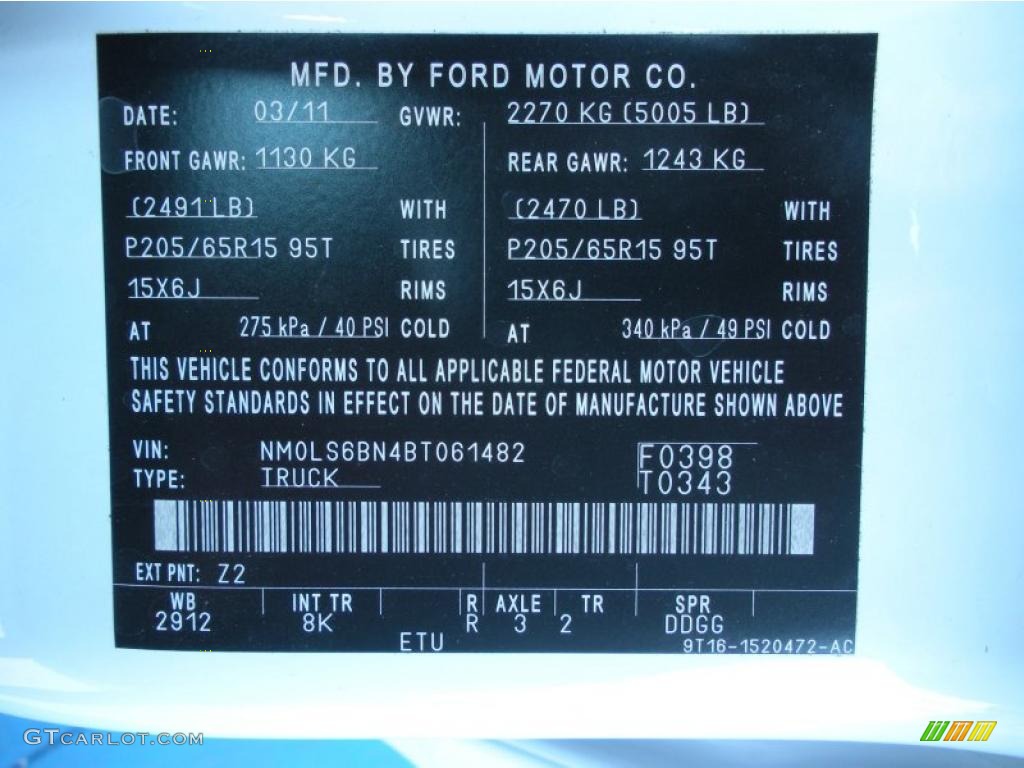 MFD. BY FORD MOTOR CO.
DATE: 03/11 GVWR: 2270 KG (5005 LB)
FRONT GAWR: 1130 KG REAR GAWR: 1243 KG
(2491 LB) WITH (2470 LB) WITH
P205/65R15 95T TIRES P205/65R15 95T TIRES
15X6J RIMS 15X6J RIMS
AT 275 kPa / 40 PSI COLD AT 340 kPa / 49 PSI COLD
THIS VEHICLE CONFORMS TO ALL APPLICABLE FEDERAL MOTOR VEHICLE
SAFETY STANDARDS IN EFFECT ON THE DATE OF MANUFACTURE SHOWN ABOVE
VIN: NM0LS6BN4BT061482 F0398
TYPE: TRUCK T0343
EXT PNT: Z2
WB INT TR R AXLE TR SPR
2912 8K R 3 2 DDGG
ETU 9T16-1520472-AC
GTCARLOT.COM